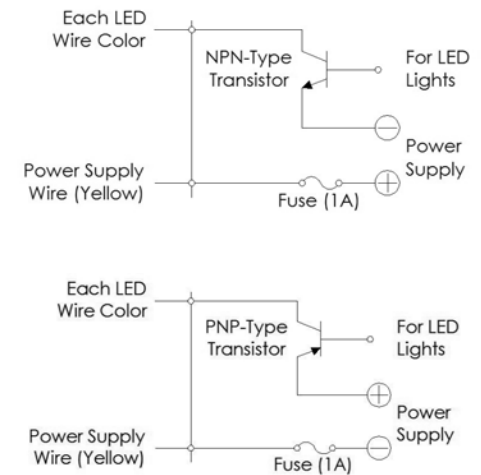 Each LED
Wire Color
NPN-Type
Transistor
For LED
Lights
Power
Supply
Power Supply
Wire (Yellow)
Fuse (1A)
Each LED
Wire Color
PNP-Type
Transistor
For LED
Lights
Power
Supply
Power Supply
Wire (Yellow)
Fuse (1A)